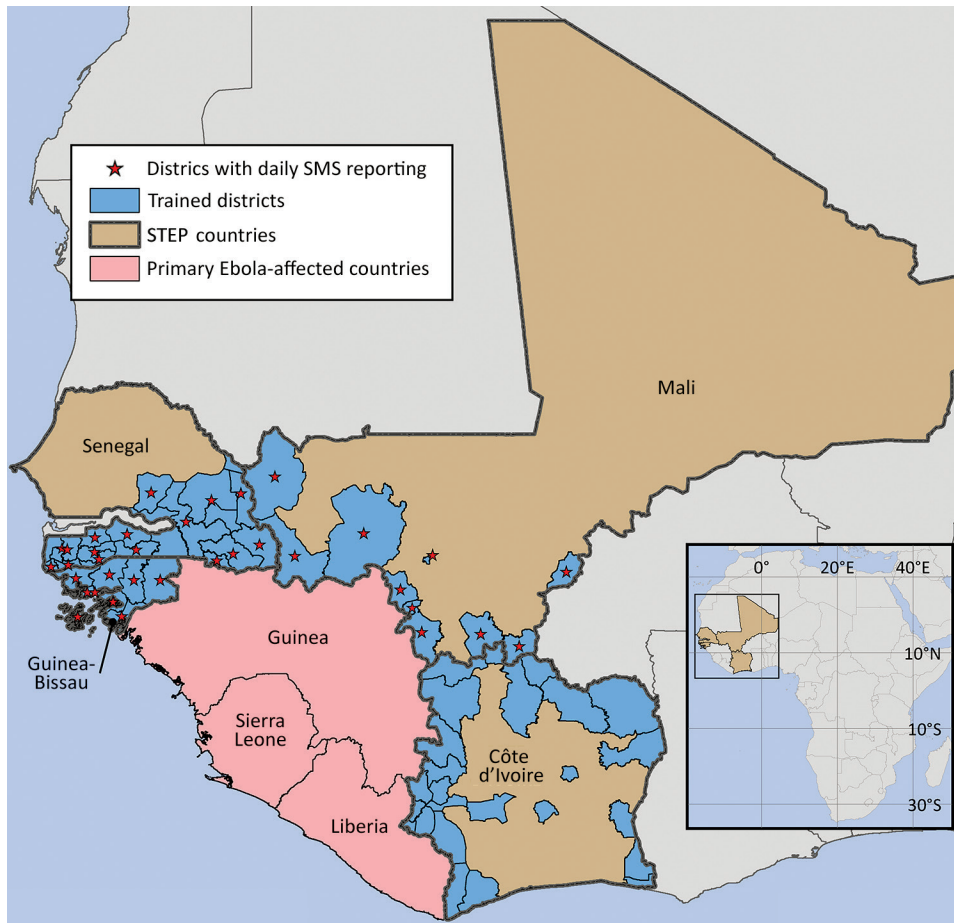 Districs with daily SMS reporting
Trained districts
STEP countries
Primary Ebola-affected countries
Mali
Senegal
Guinea
Guinea-
Bissau
Sierra
Leone
Côte
d’Ivoire
Liberia
0° 20°E 40°E
10°N
10°S
30°S